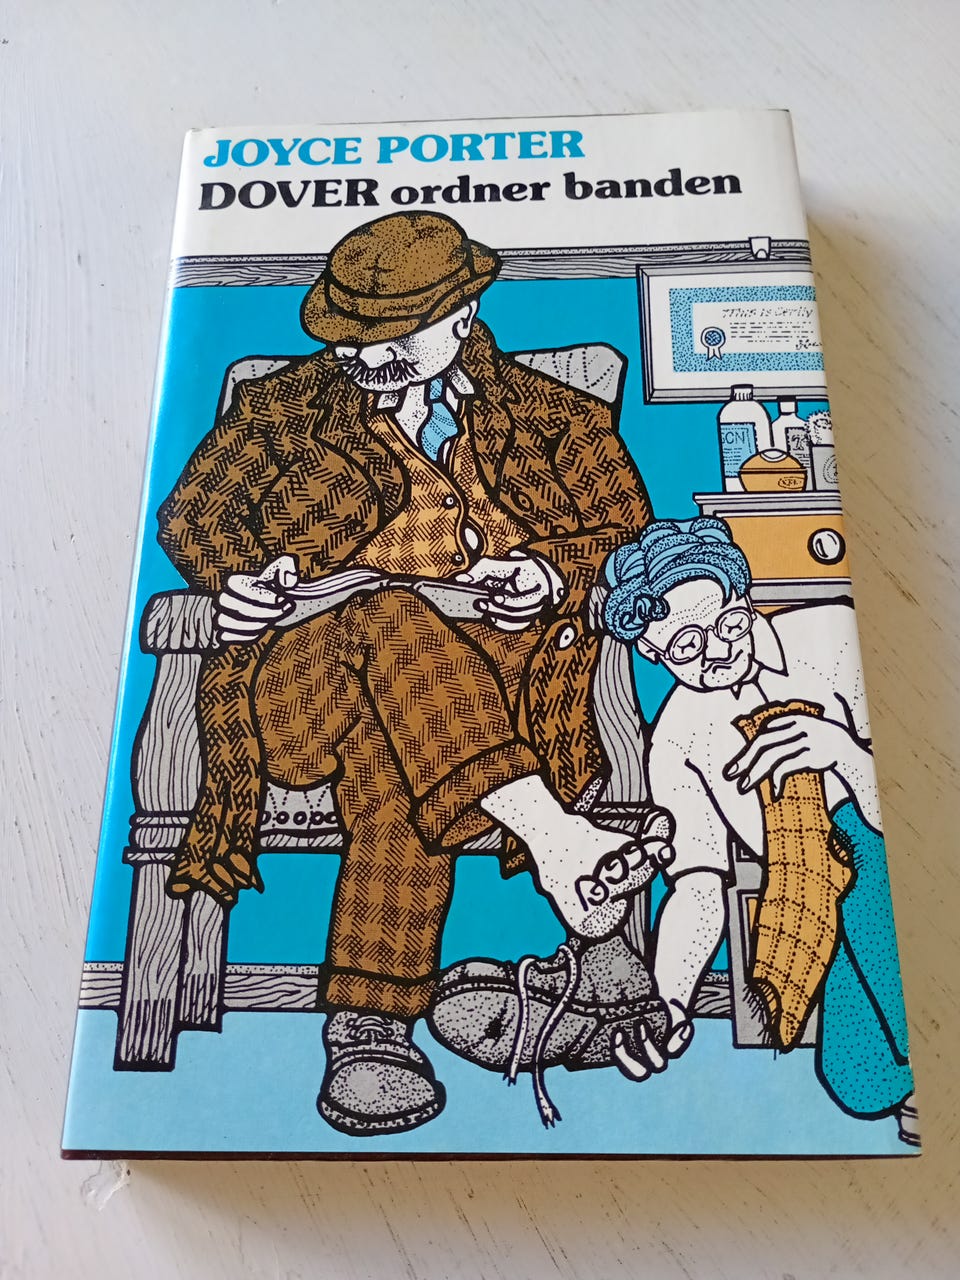 JOYCE PORTER
DOVER ordner banden
This is Certify